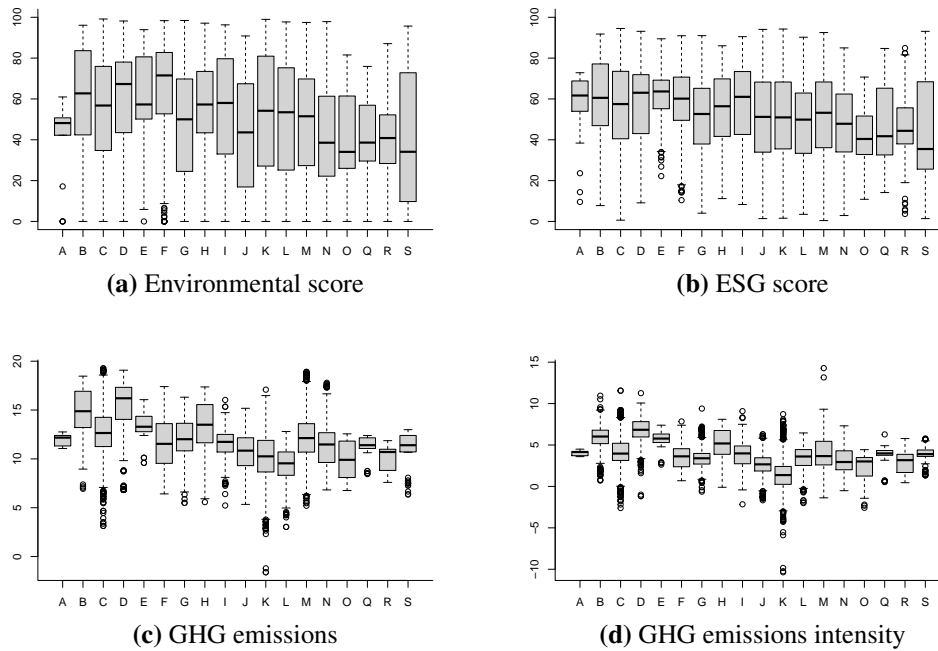 100
80
60
40
20
0
A B C D E F G H I J K L M N O Q R S
(a) Environmental score
100
80
60
40
20
0
A B C D E F G H I J K L M N O Q R S
(b) ESG score
20
15
10
5
0
A B C D E F G H I J K L M N O Q R S
(c) GHG emissions
15
10
5
0
−5
−10
A B C D E F G H I J K L M N O Q R S
(d) GHG emissions intensity